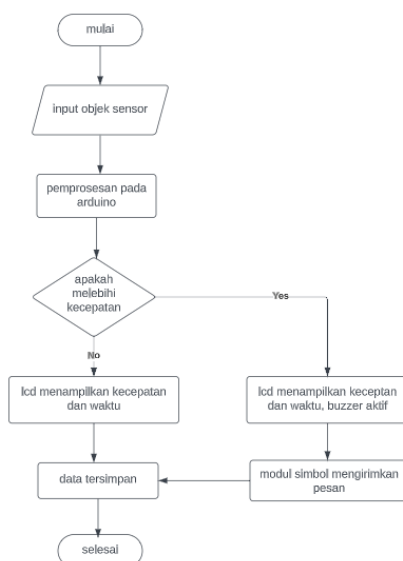 mulai
input objek sensor
pemprosesan pada
arduino
apakah
melebihi
kecepatan
Yes
No
lcd menampilkan kecepatan
dan waktu
lcd menampilkan keceptan
dan waktu, buzzer aktif
data tersimpan
modul simbol mengirimkan
pesan
selesai